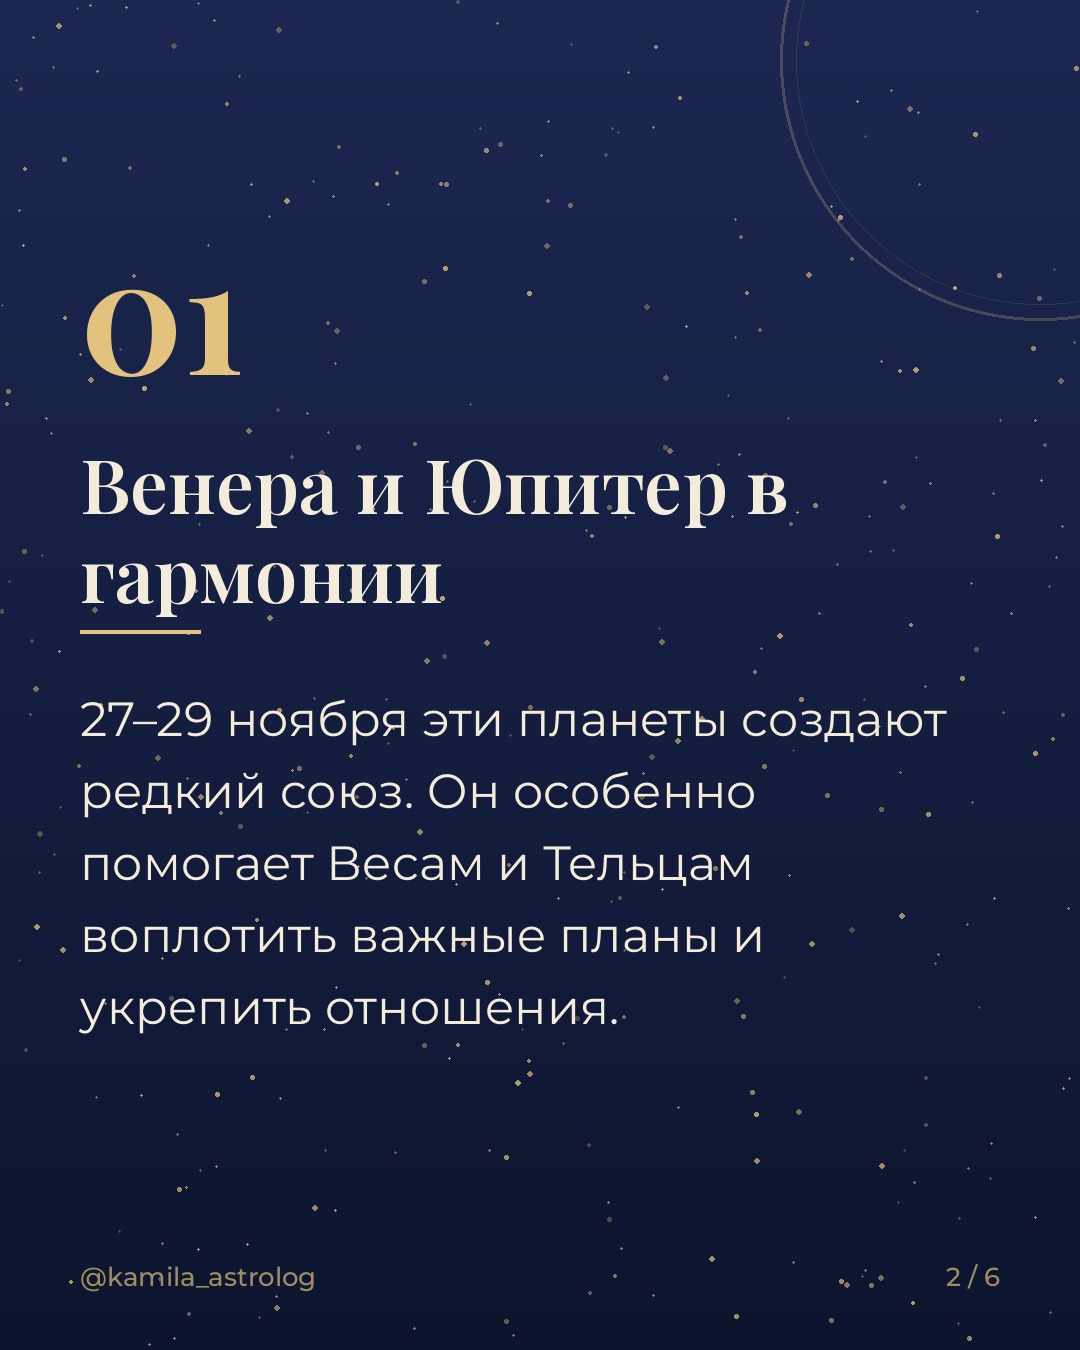 01
Венера и Юпитер в
гармонии
27–29 ноября эти планеты создают
редкий союз. Он особенно
помогает Весам и Тельцам
воплотить важные планы и
укрепить отношения.
@kamila_astrolog
2 / 6